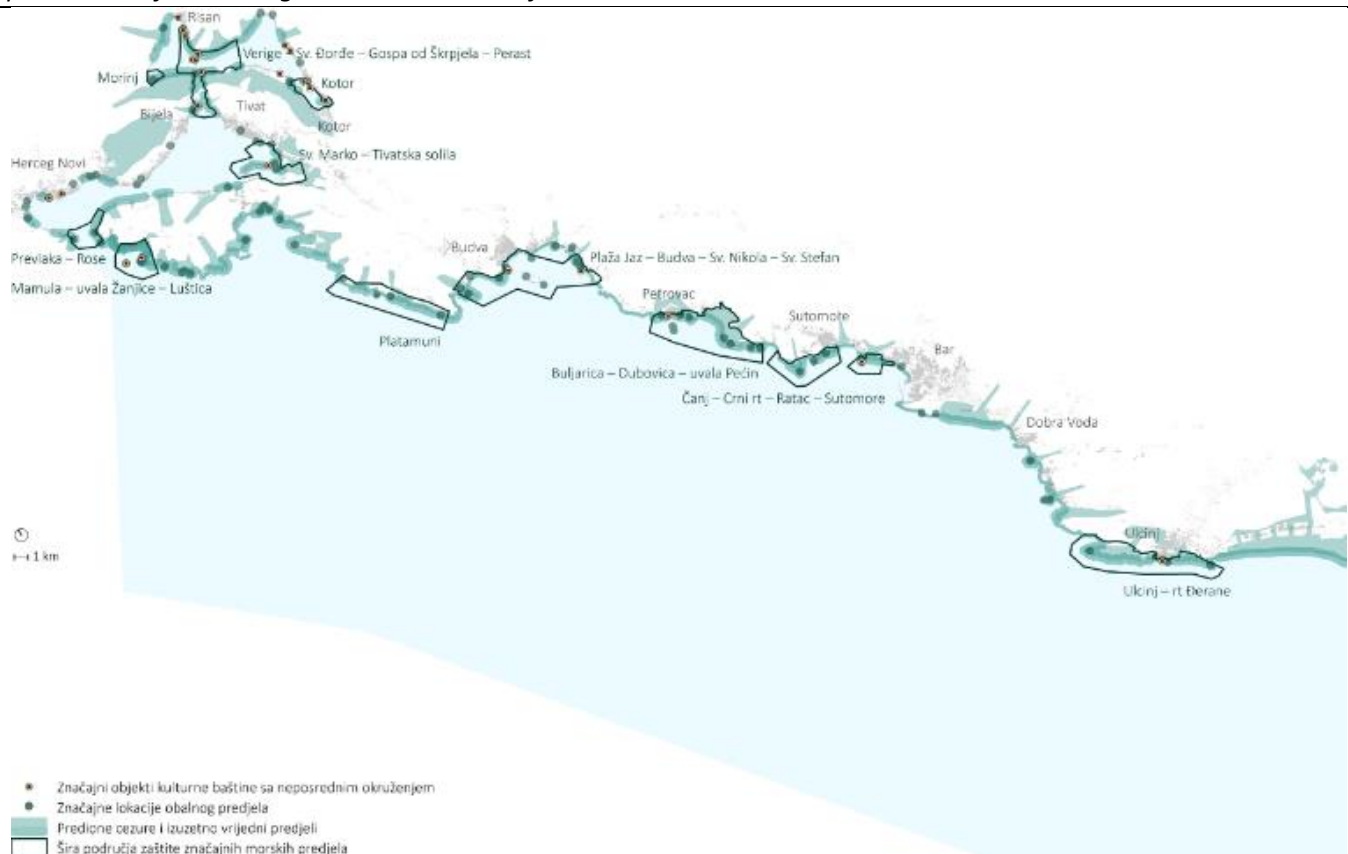 Risan
Verige – Sv. Đorđe – Gospa od Škrpjela – Perast
Morinj
Kotor
Tivat
Bijela
Kotor
Sv. Marko – Tivatska solila
Herceg Novi
Budva
Prevlaka – Rose
Plaža Jaz – Budva – Sv. Nikola – Sv. Stefan
Mamula – uvala Žanjice – Luštica
Petrovac
Sutomore
Platamuni
Bar
Buljarica – Dubovica – uvala Pećin
Čanj – Crni rt – Ratac – Sutomore
Dobra Voda
Ulcinj
1 km
Ulcinj – rt Đerane
Značajni objekti kulturne baštine sa neposrednim okruženjem
Značajne lokacije obalnog predjela
Predione cezure i izuzetno vrijedni predjeli
Šira područja zaštite značajnih morskih predjela